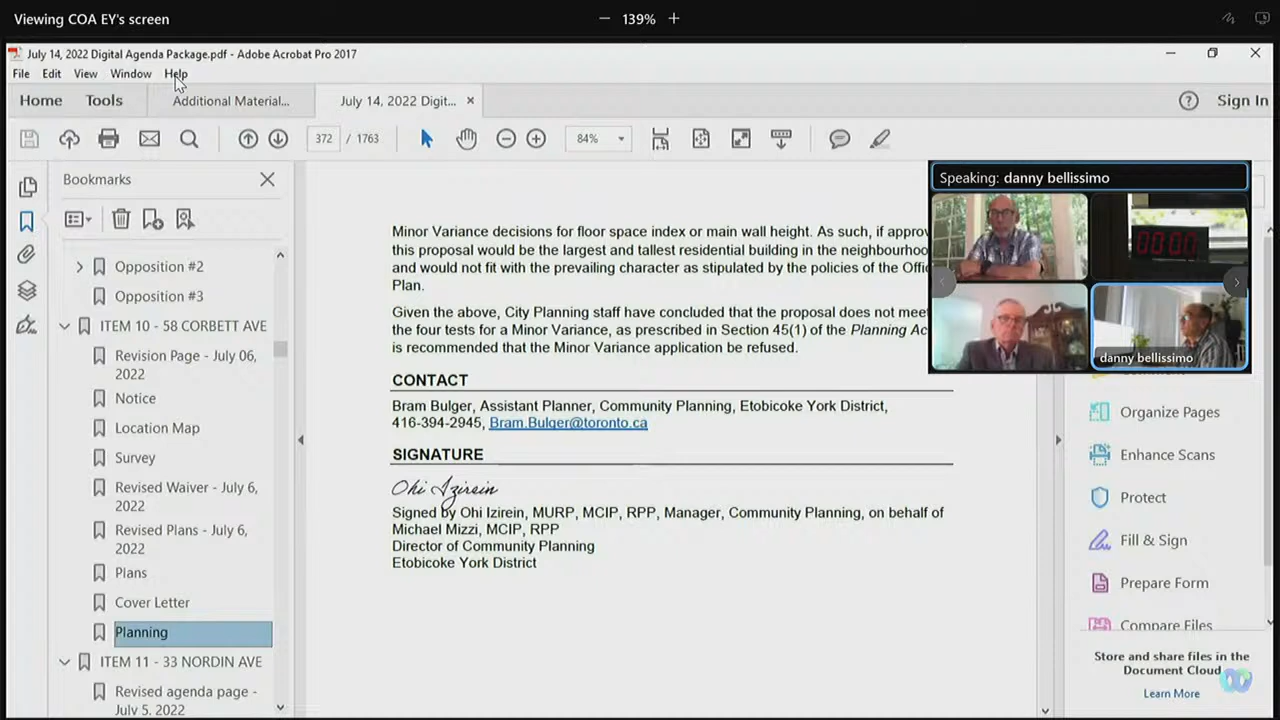 Viewing COA EY's screen
139%
July 14, 2022 Digital Agenda Package.pdf - Adobe Acrobat Pro 2017
File Edit View Window Help
Home Tools Additional Material... July 14, 2022 Digit... Sign In
372 / 1763 84%
Bookmarks
Opposition #2
Opposition #3
ITEM 10 - 58 CORBETT AVE
Revision Page - July 06,
2022
Notice
Location Map
Survey
Revised Waiver - July 6,
2022
Revised Plans - July 6,
2022
Plans
Cover Letter
Planning
ITEM 11 - 33 NORDIN AVE
Revised agenda page -
July 5, 2022
Minor Variance decisions for floor space index or main wall height. As such, if approv
this proposal would be the largest and tallest residential building in the neighbourhoo
and would not fit with the prevailing character as stipulated by the policies of the Offi
Plan.
Given the above, City Planning staff have concluded that the proposal does not meet
the four tests for a Minor Variance, as prescribed in Section 45(1) of the Planning Ac
is recommended that the Minor Variance application be refused.
CONTACT
Bram Bulger, Assistant Planner, Community Planning, Etobicoke York District,
416-394-2945, Bram.Bulger@toronto.ca
SIGNATURE
Ohi Izirein
Signed by Ohi Izirein, MURP, MCIP, RPP, Manager, Community Planning, on behalf of
Michael Mizzi, MCIP, RPP
Director of Community Planning
Etobicoke York District
Speaking: danny bellissimo
00:00
danny bellissimo
Organize Pages
Enhance Scans
Protect
Fill & Sign
Prepare Form
Compare Files
Store and share files in the
Document Cloud
Learn More